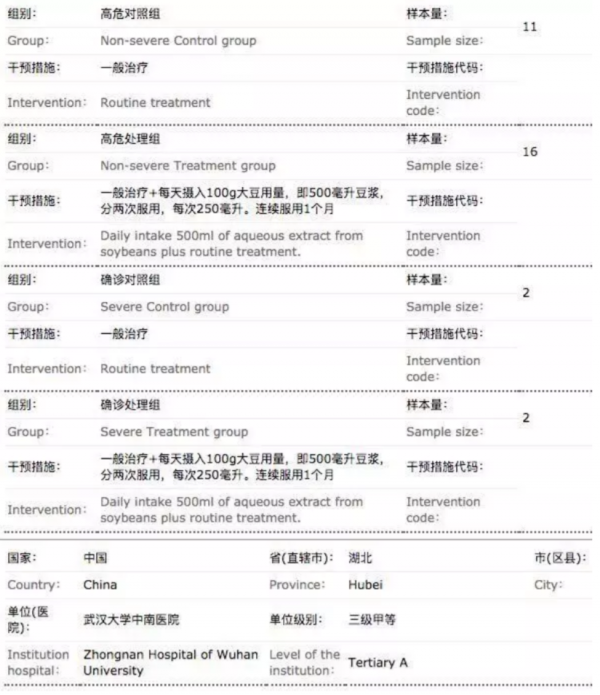 组别： 高危对照组 样本量： 11
Group: Non-severe Control group Sample size:
干预措施： 一般治疗 干预措施代码：
Intervention: Routine treatment Intervention code:
组别： 高危处理组 样本量： 16
Group: Non-severe Treatment group Sample size:
干预措施： 一般治疗+每天摄入100g大豆用量，即500毫升豆浆， 干预措施代码：
分两次服用，每次250毫升。连续服用1个月
Intervention: Daily intake 500ml of aqueous extract from Intervention
soybeans plus routine treatment. code:
组别： 确诊对照组 样本量： 2
Group: Severe Control group Sample size:
干预措施： 一般治疗 干预措施代码：
Intervention: Routine treatment Intervention code:
组别： 确诊处理组 样本量： 2
Group: Severe Treatment group Sample size:
干预措施： 一般治疗+每天摄入100g大豆用量，即500毫升豆浆， 干预措施代码：
分两次服用，每次250毫升。连续服用1个月
Intervention: Daily intake 500ml of aqueous extract from Intervention
soybeans plus routine treatment. code:
国家： 中国 省(直辖市)： 湖北 市(区县)：
Country: China Province: Hubei City:
单位(医院)： 武汉大学中南医院 单位级别： 三级甲等
Institution Zhongnan Hospital of Wuhan Level of the Tertiary A
hospital: University institution: